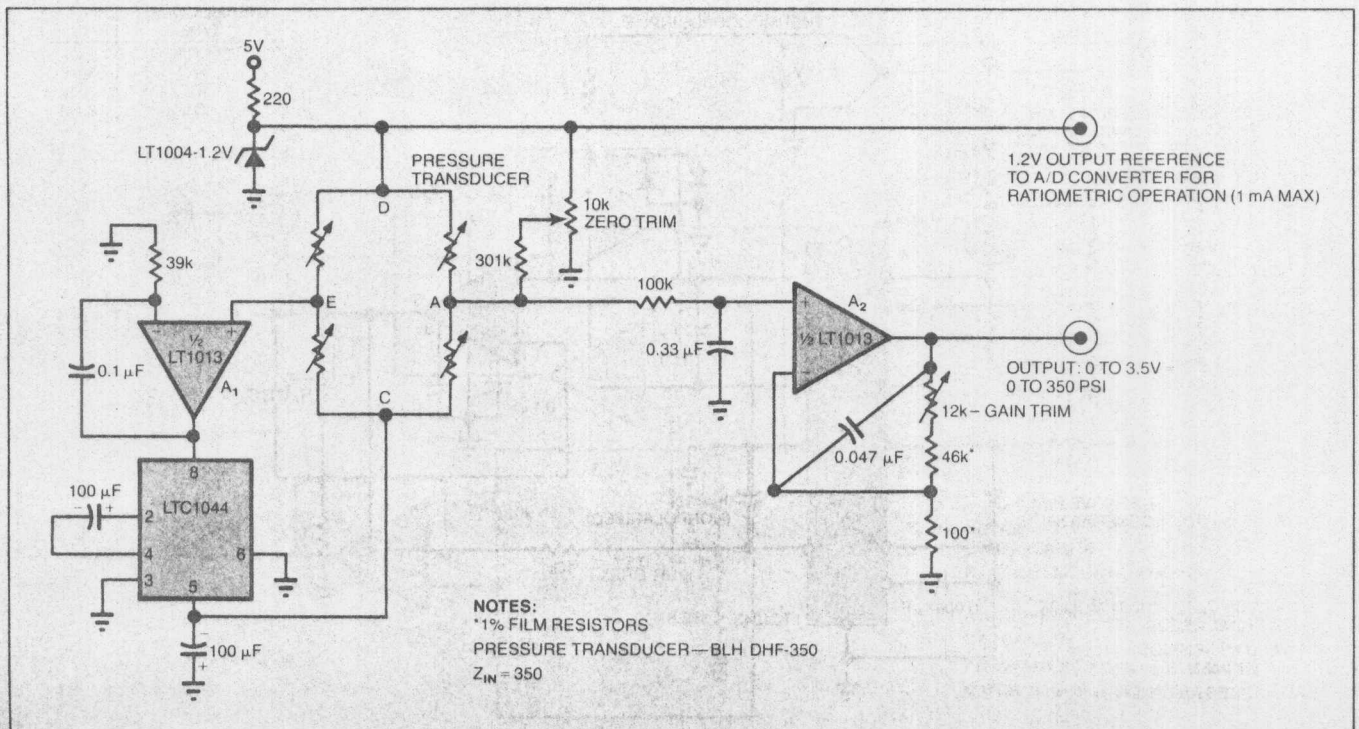 5V
220
LT1004-1.2V
PRESSURE
TRANSDUCER
D
1.2V OUTPUT REFERENCE
TO A/D CONVERTER FOR
RATIOMETRIC OPERATION (1 mA MAX)
10k
ZERO TRIM
39k
301k
E
A
100k
A2
+
−
½ LT1013
0.33 µF
− +
½
LT1013
A1
0.1 µF
C
OUTPUT: 0 TO 3.5V =
0 TO 350 PSI
12k – GAIN TRIM
0.047 µF
46k*
100*
8
LTC1044
100 µF
− +
2
4
3
6
5
100 µF
−
+
NOTES:
*1% FILM RESISTORS
PRESSURE TRANSDUCER—BLH DHF-350
ZIN = 350